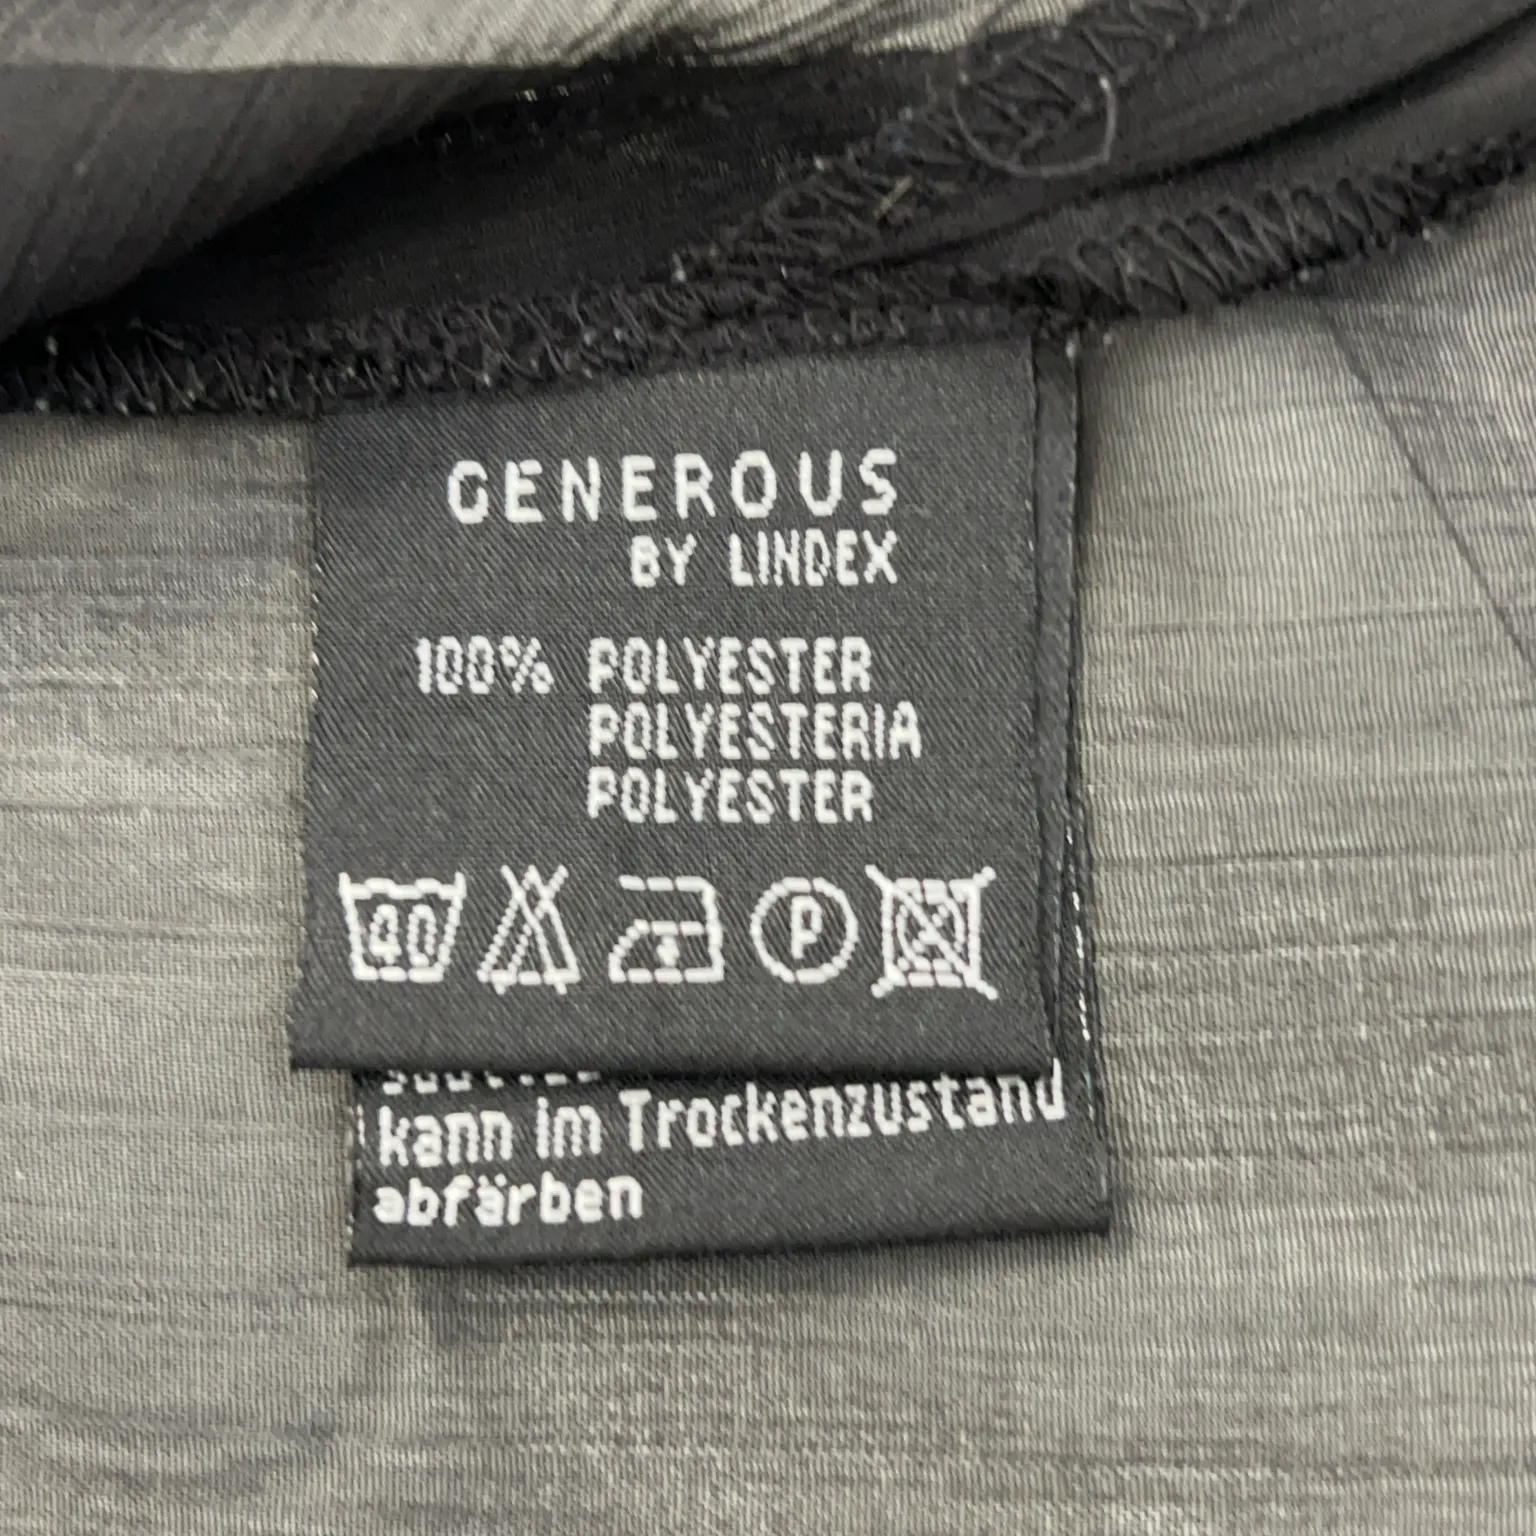 GENEROUS
BY LINDEX
100% POLYESTER
POLYESTERIA
POLYESTER
40 P
kann im Trockenzustand
abfärben